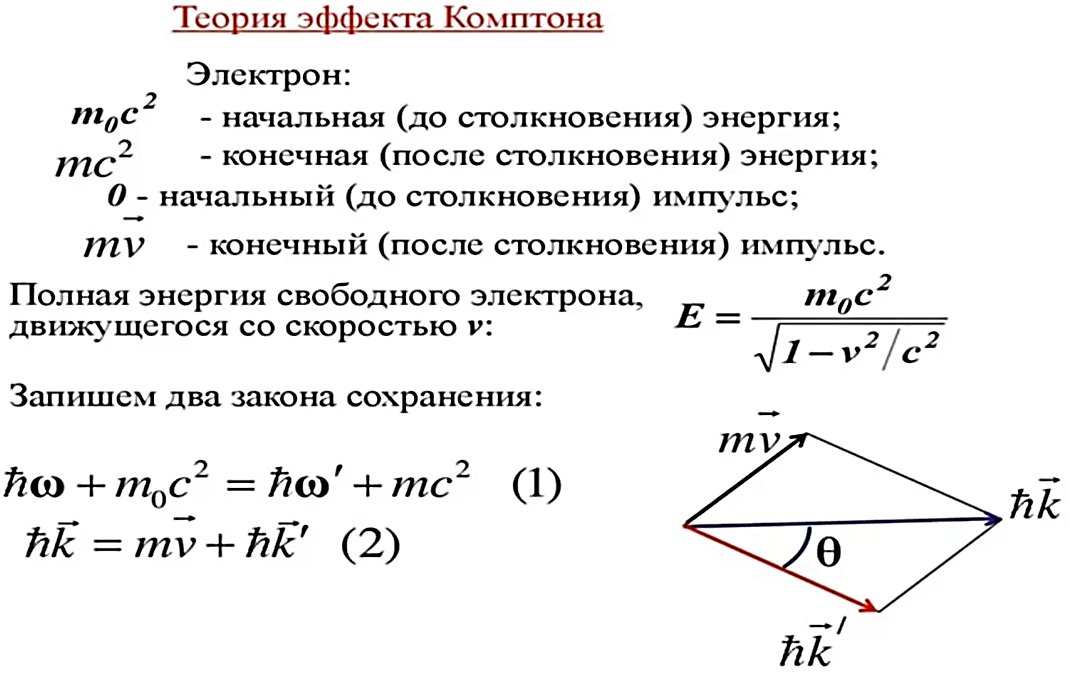 Теория эффекта Комптона
Электрон:
m₀c² - начальная (до столкновения) энергия;
mc² - конечная (после столкновения) энергия;
0 - начальный (до столкновения) импульс;
mv⃗ - конечный (после столкновения) импульс.
Полная энергия свободного электрона,
движущегося со скоростью v:
E = m₀c² / √(1 − v²/c²)
Запишем два закона сохранения:
ħω + m₀c² = ħω′ + mc² (1)
ħk⃗ = mv⃗ + ħk⃗′ (2)
mv⃗
ħk⃗
θ
ħk⃗′